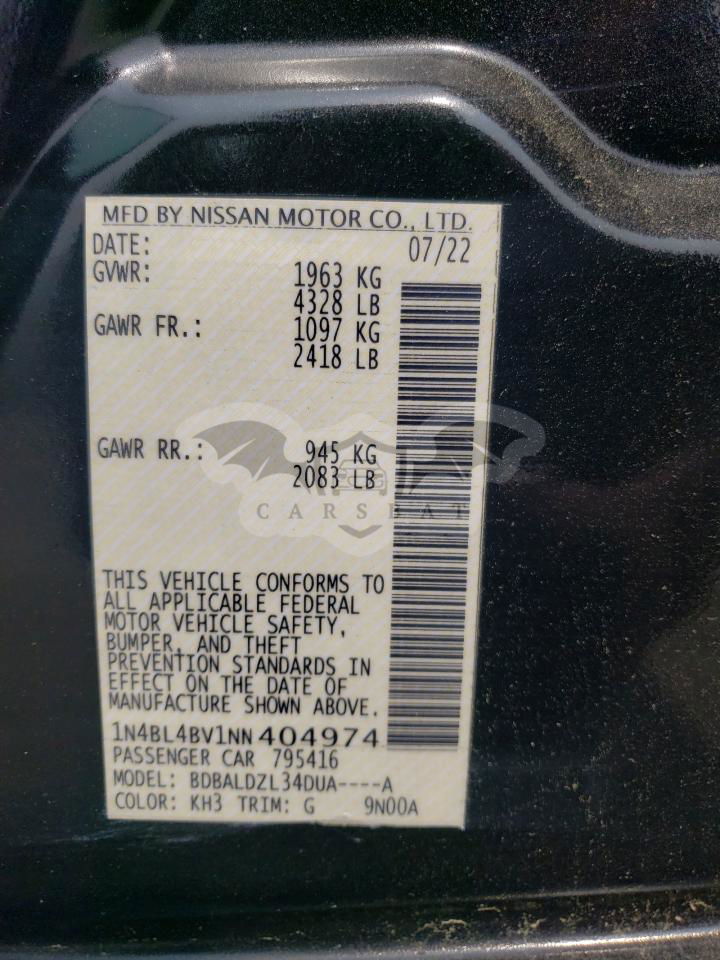 MFD BY NISSAN MOTOR CO., LTD.
DATE: 07/22
GVWR: 1963 KG
4328 LB
GAWR FR.: 1097 KG
2418 LB
GAWR RR.: 945 KG
2083 LB
CARSBAT
THIS VEHICLE CONFORMS TO
ALL APPLICABLE FEDERAL
MOTOR VEHICLE SAFETY,
BUMPER, AND THEFT
PREVENTION STANDARDS IN
EFFECT ON THE DATE OF
MANUFACTURE SHOWN ABOVE.
1N4BL4BV1NN404974
PASSENGER CAR 795416
MODEL: BDBALDZL34DUA----A
COLOR: KH3 TRIM: G 9N00A